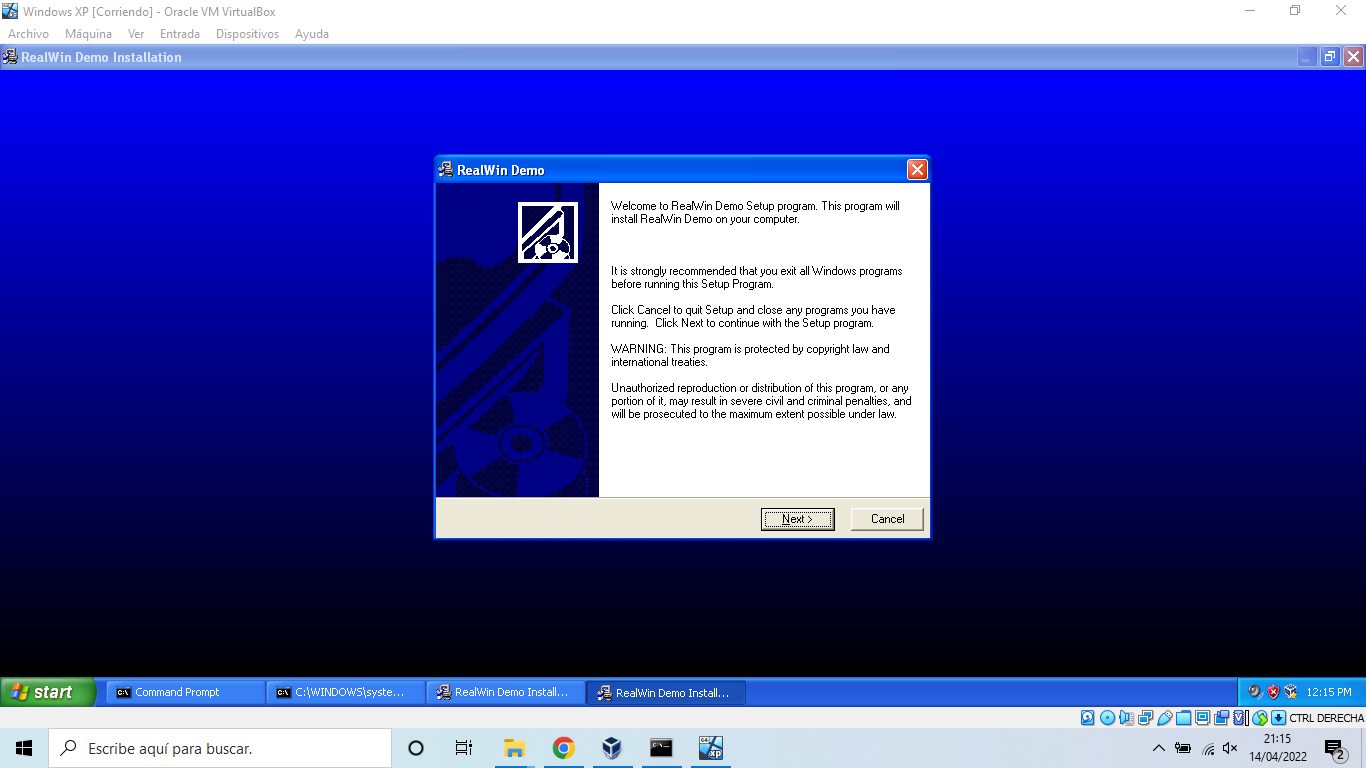 Windows XP [Corriendo] - Oracle VM VirtualBox
Archivo Máquina Ver Entrada Dispositivos Ayuda
RealWin Demo Installation
RealWin Demo
Welcome to RealWin Demo Setup program. This program will
install RealWin Demo on your computer.
It is strongly recommended that you exit all Windows programs
before running this Setup Program.
Click Cancel to quit Setup and close any programs you have
running. Click Next to continue with the Setup program.
WARNING: This program is protected by copyright law and
international treaties.
Unauthorized reproduction or distribution of this program, or any
portion of it, may result in severe civil and criminal penalties, and
will be prosecuted to the maximum extent possible under law.
Next > Cancel
start Command Prompt C:\WINDOWS\syste... RealWin Demo Install... RealWin Demo Install... 12:15 PM
CTRL DERECHA
Escribe aquí para buscar.
64
xp
21:15
14/04/2022
2